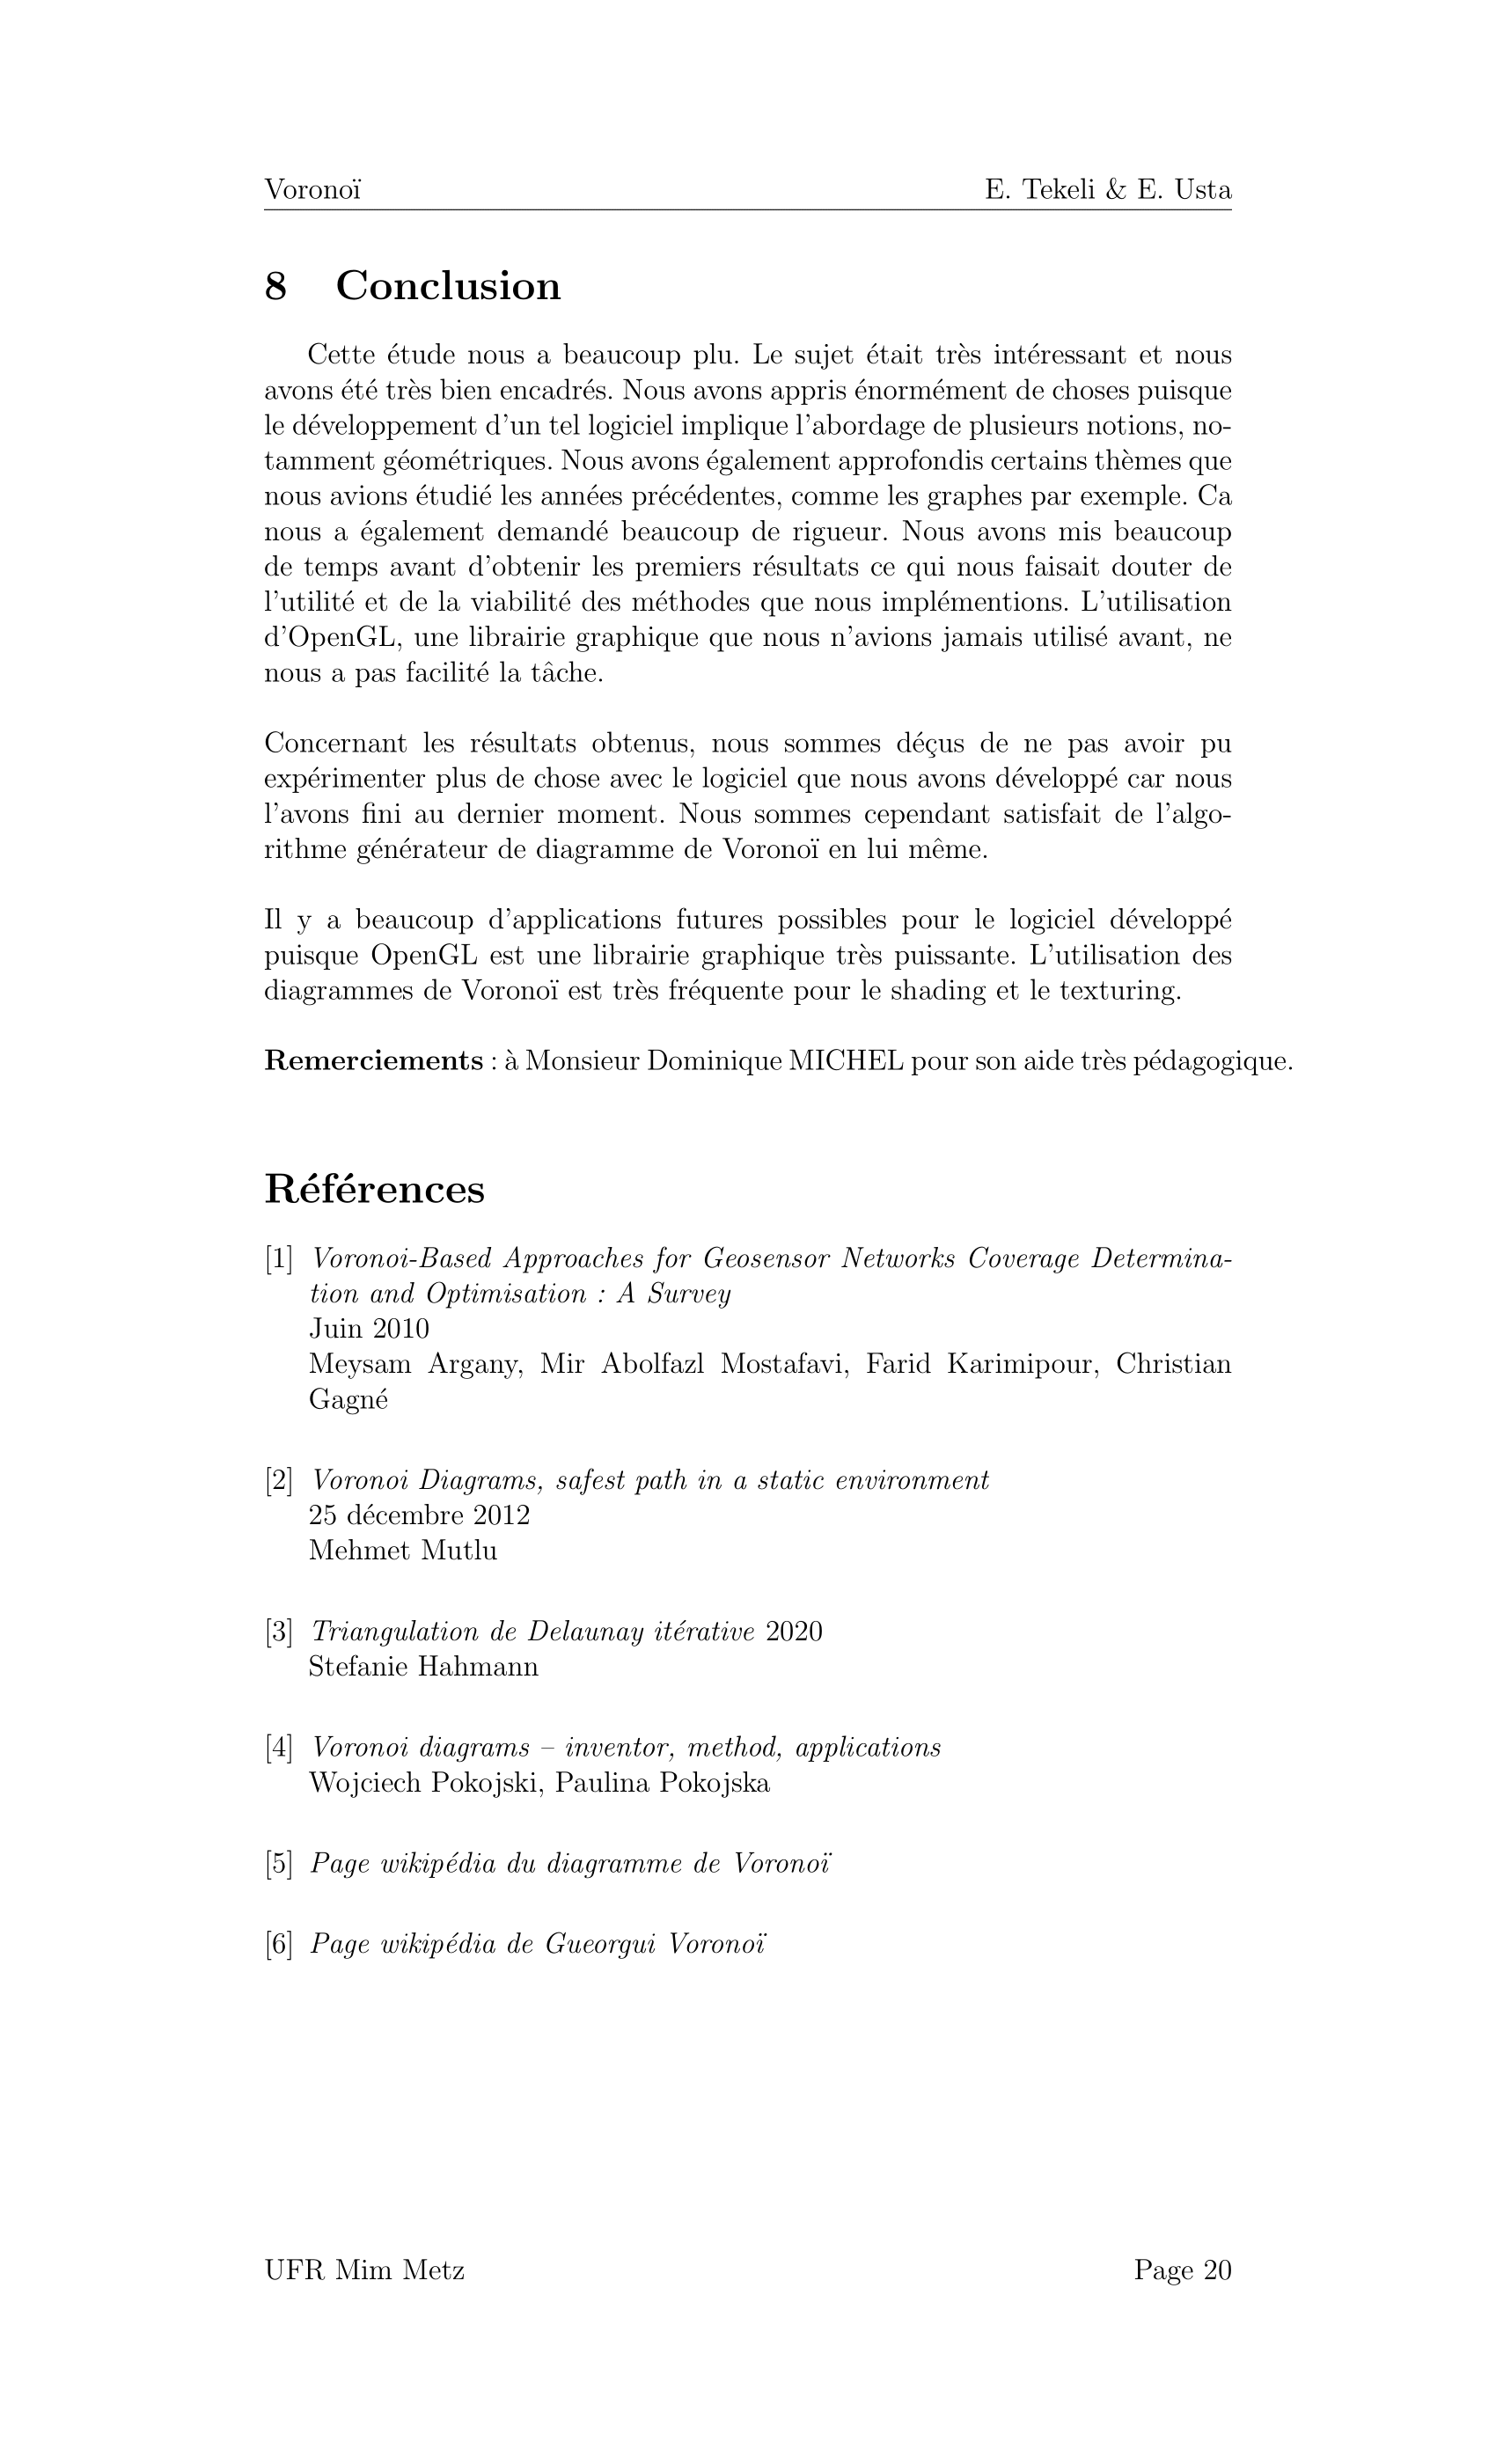 Voronoï E. Tekeli & E. Usta
8 Conclusion
Cette étude nous a beaucoup plu. Le sujet était très intéressant et nous
avons été très bien encadrés. Nous avons appris énormément de choses puisque
le développement d'un tel logiciel implique l'abordage de plusieurs notions, no-
tamment géométriques. Nous avons également approfondis certains thèmes que
nous avions étudié les années précédentes, comme les graphes par exemple. Ca
nous a également demandé beaucoup de rigueur. Nous avons mis beaucoup
de temps avant d'obtenir les premiers résultats ce qui nous faisait douter de
l'utilité et de la viabilité des méthodes que nous implémentions. L'utilisation
d'OpenGL, une librairie graphique que nous n'avions jamais utilisé avant, ne
nous a pas facilité la tâche.
Concernant les résultats obtenus, nous sommes déçus de ne pas avoir pu
expérimenter plus de chose avec le logiciel que nous avons développé car nous
l'avons fini au dernier moment. Nous sommes cependant satisfait de l'algo-
rithme générateur de diagramme de Voronoï en lui même.
Il y a beaucoup d'applications futures possibles pour le logiciel développé
puisque OpenGL est une librairie graphique très puissante. L'utilisation des
diagrammes de Voronoï est très fréquente pour le shading et le texturing.
Remerciements : à Monsieur Dominique MICHEL pour son aide très pédagogique.
Références
[1] Voronoi-Based Approaches for Geosensor Networks Coverage Determina-
tion and Optimisation : A Survey
Juin 2010
Meysam Argany, Mir Abolfazl Mostafavi, Farid Karimipour, Christian
Gagné
[2] Voronoi Diagrams, safest path in a static environment
25 décembre 2012
Mehmet Mutlu
[3] Triangulation de Delaunay itérative 2020
Stefanie Hahmann
[4] Voronoi diagrams – inventor, method, applications
Wojciech Pokojski, Paulina Pokojska
[5] Page wikipédia du diagramme de Voronoï
[6] Page wikipédia de Gueorgui Voronoï
UFR Mim Metz Page 20